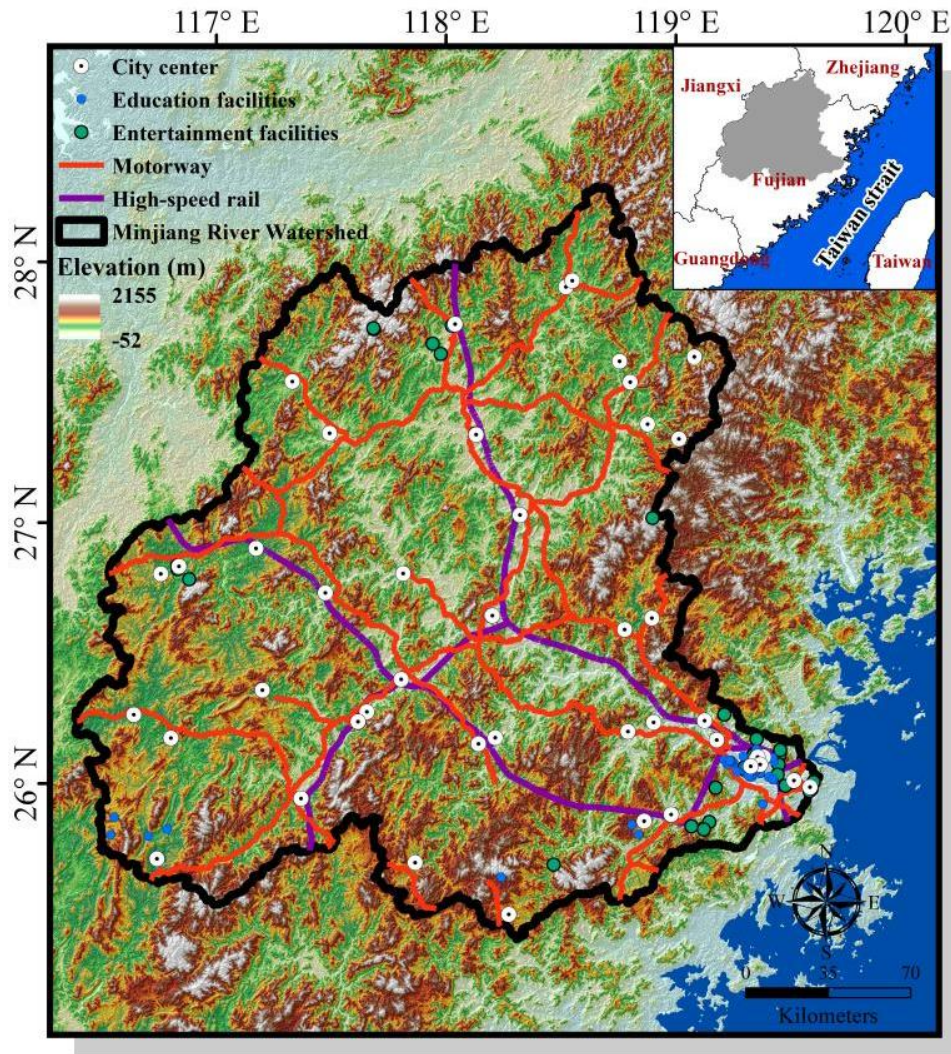 117° E
118° E
119° E
120° E
City center
Education facilities
Entertainment facilities
Motorway
High-speed rail
Minjiang River Watershed
Elevation (m)
2155
-52
Jiangxi
Zhejiang
Fujian
Taiwan strait
Guangdong
Taiwan
28° N
27° N
26° N
N
W
E
S
0
35
70
Kilometers